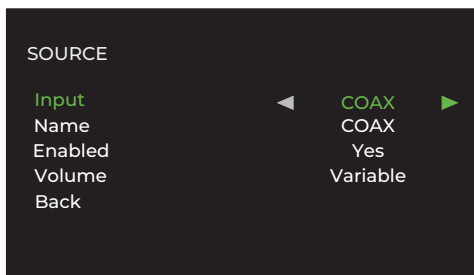 SOURCE
Input COAX
Name COAX
Enabled Yes
Volume Variable
Back